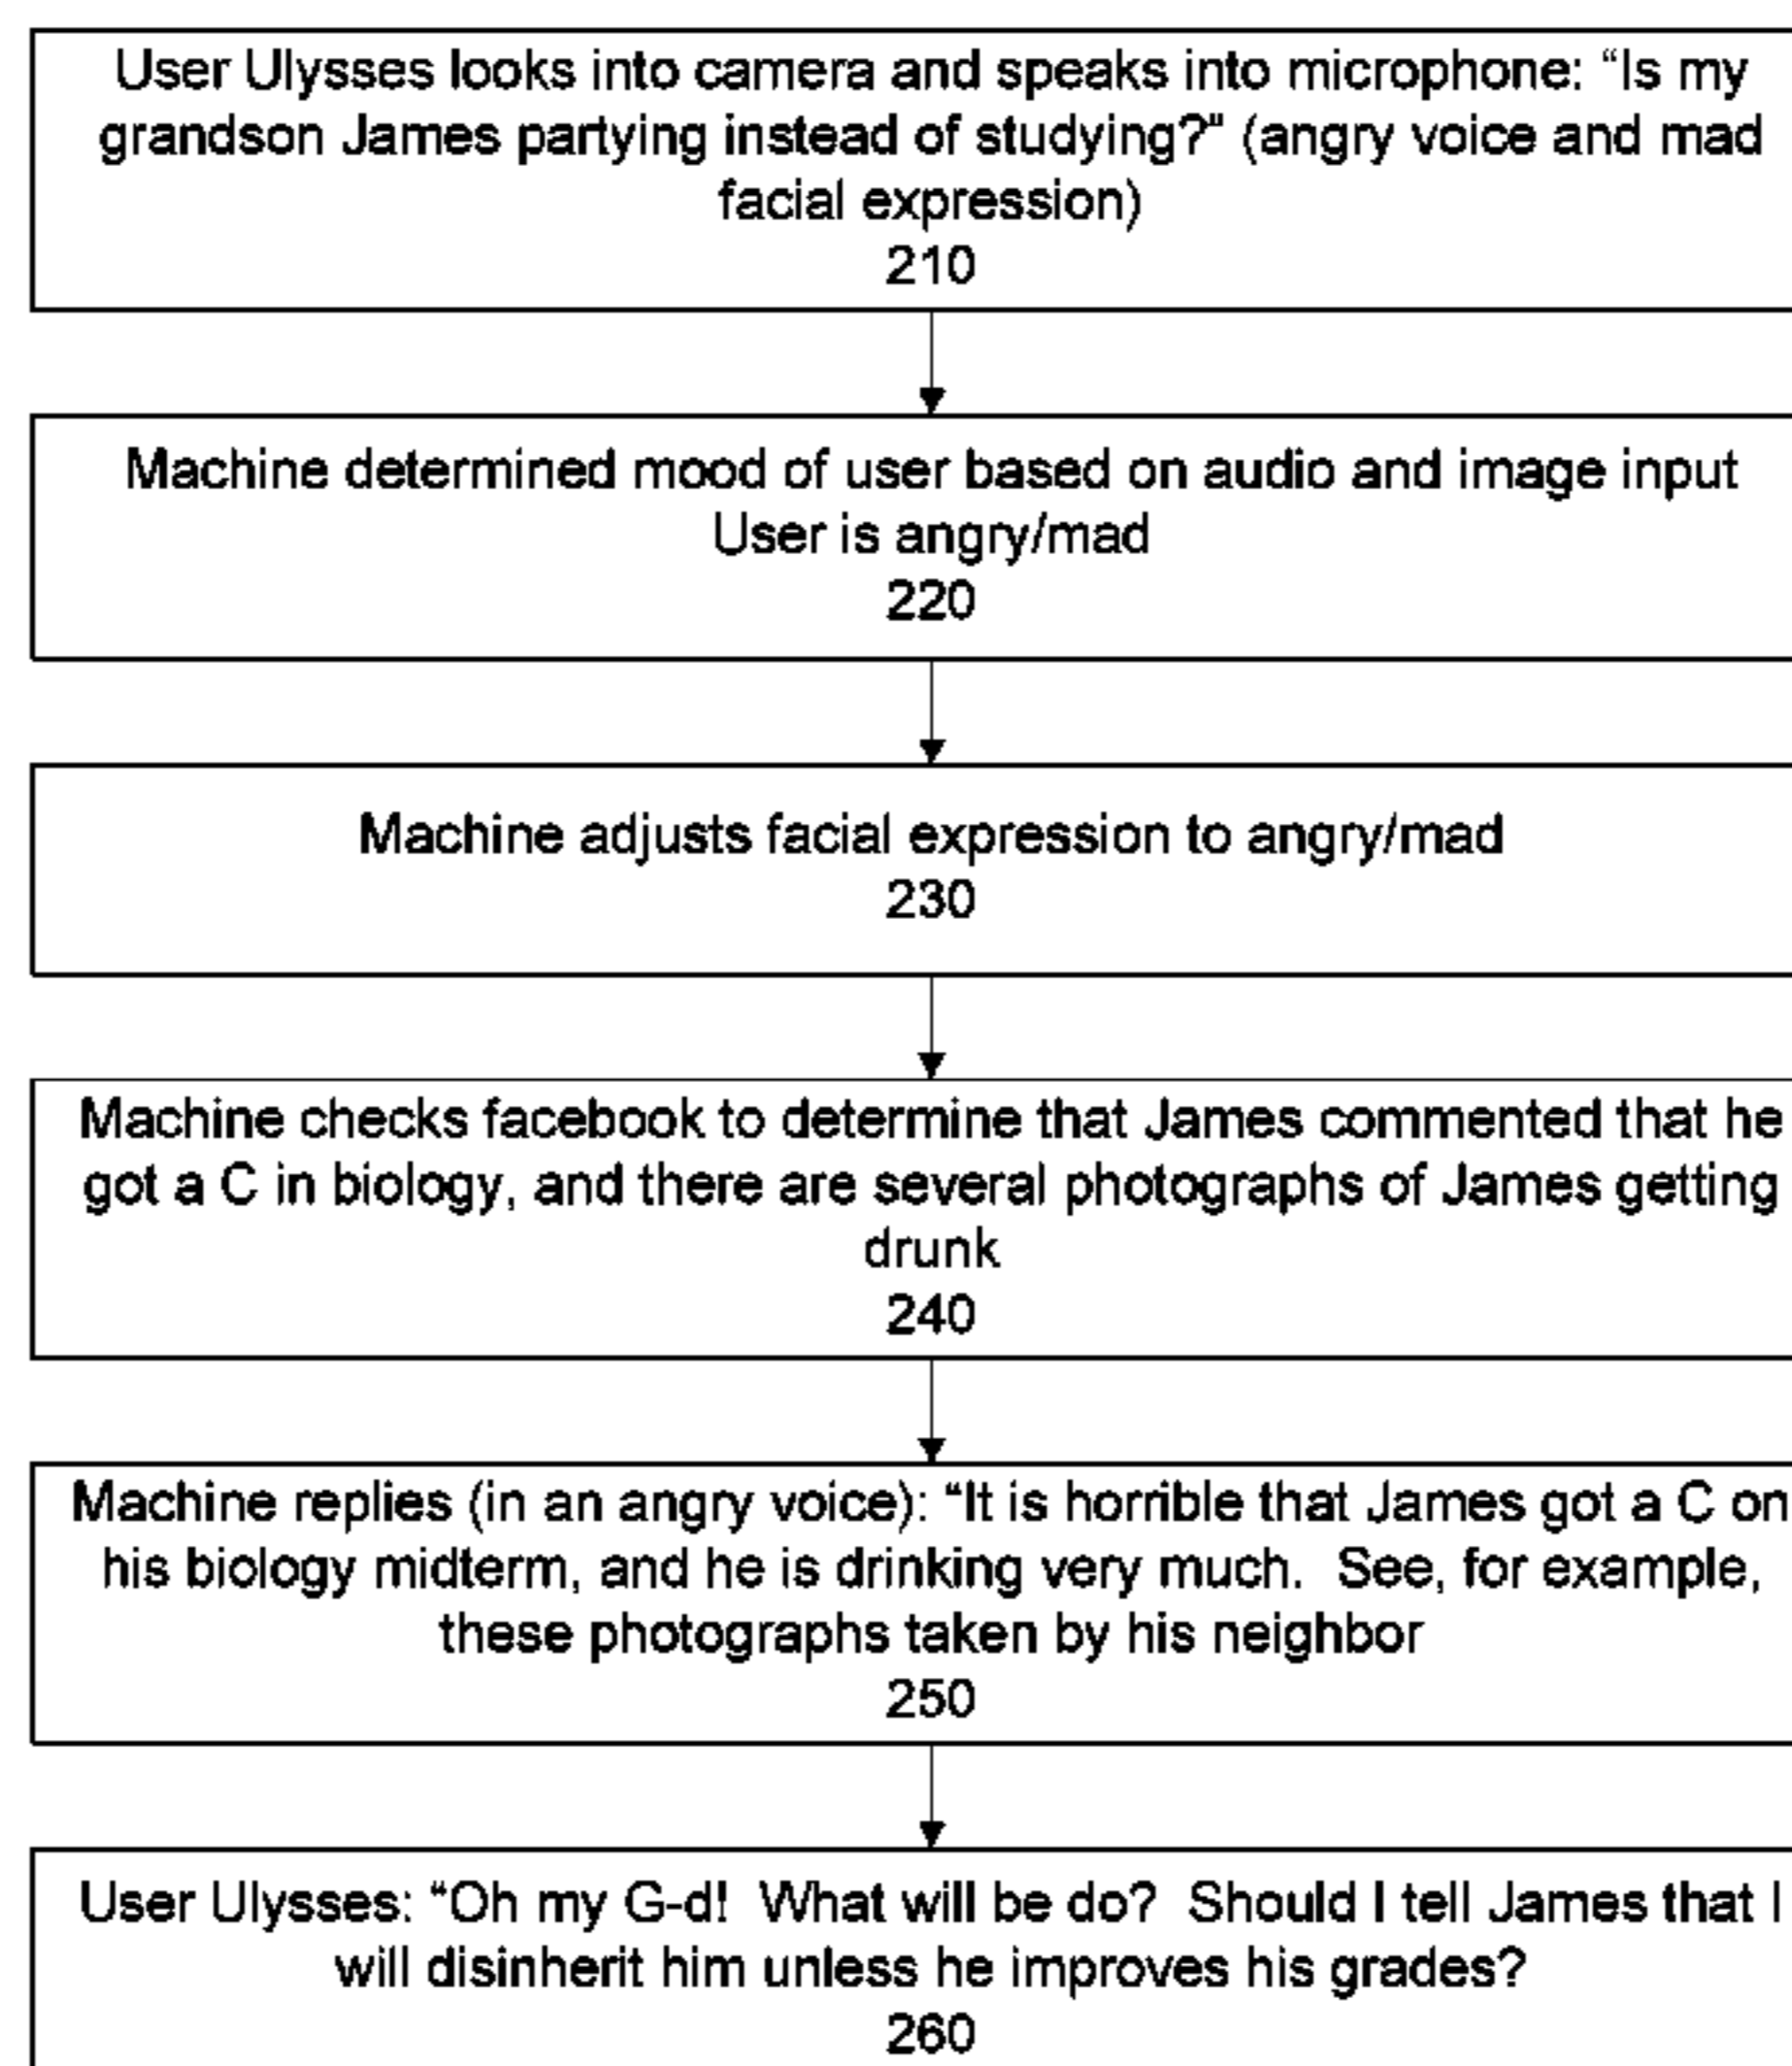 User Ulysses looks into camera and speaks into microphone: “Is my
grandson James partying instead of studying?” (angry voice and mad
facial expression)
210
Machine determined mood of user based on audio and image input
User is angry/mad
220
Machine adjusts facial expression to angry/mad
230
Machine checks facebook to determine that James commented that he
got a C in biology, and there are several photographs of James getting
drunk
240
Machine replies (in an angry voice): “It is horrible that James got a C on
his biology midterm, and he is drinking very much.  See, for example,
these photographs taken by his neighbor
250
User Ulysses: “Oh my G-d!  What will be do?  Should I tell James that I
will disinherit him unless he improves his grades?
260